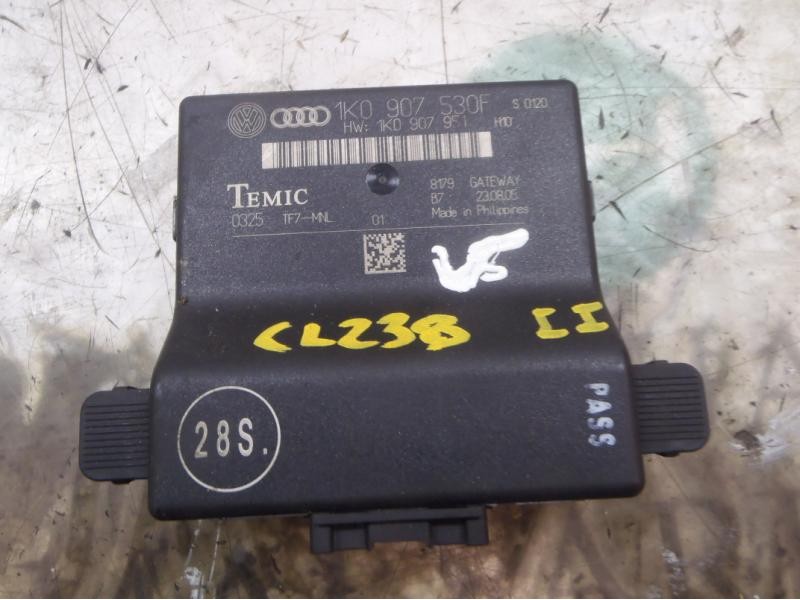 1K0 907 530F S 0120
HW: 1K0 907 951 H10
TEMIC
8179 GATEWAY
B7 23.08.05
0325 TF7-MNL 01 Made in Philippines
CL238 II
PASS
28S.